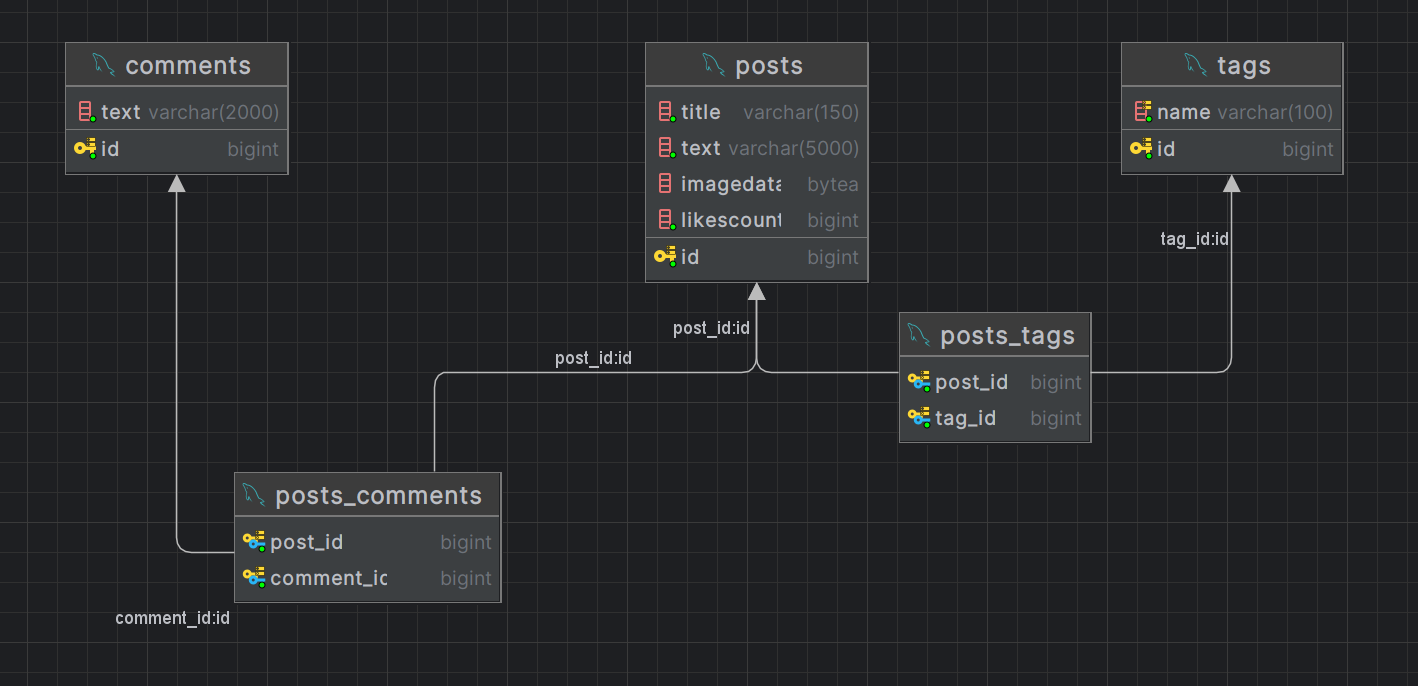 comments
text varchar(2000)
id bigint
posts
title varchar(150)
text varchar(5000)
imagedata bytea
likescount bigint
id bigint
tags
name varchar(100)
id bigint
tag_id:id
post_id:id
post_id:id
posts_tags
post_id bigint
tag_id bigint
posts_comments
post_id bigint
comment_id bigint
comment_id:id